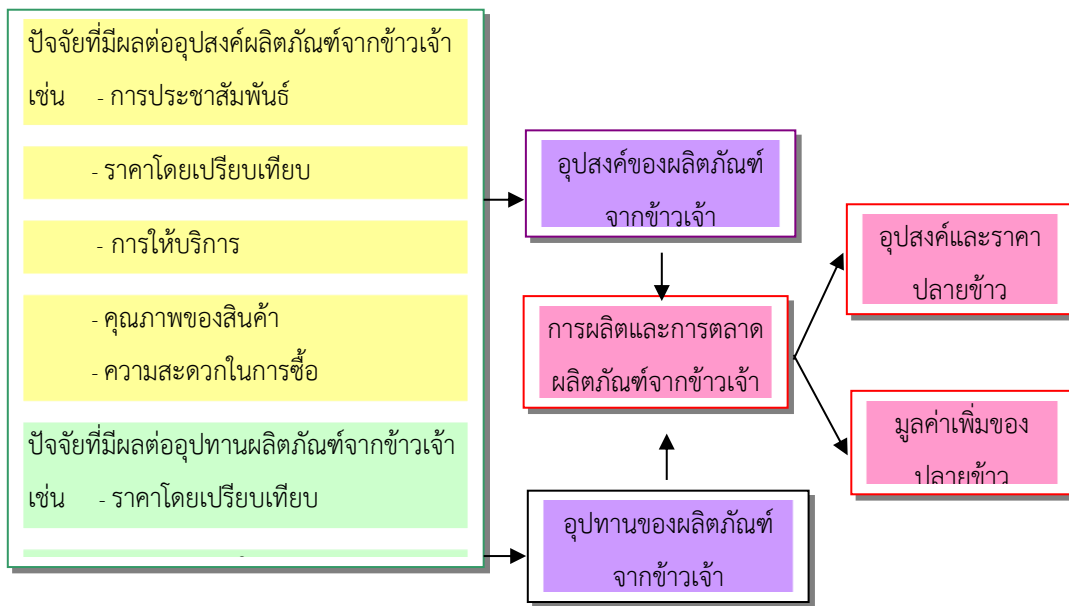 ปัจจัยที่มีผลต่ออุปสงค์ผลิตภัณฑ์จากข้าวเจ้า
เช่น - การประชาสัมพันธ์
- ราคาโดยเปรียบเทียบ
- การให้บริการ
- คุณภาพของสินค้า
- ความสะดวกในการซื้อ
ปัจจัยที่มีผลต่ออุปทานผลิตภัณฑ์จากข้าวเจ้า
เช่น - ราคาโดยเปรียบเทียบ
อุปสงค์ของผลิตภัณฑ์
จากข้าวเจ้า
การผลิตและการตลาด
ผลิตภัณฑ์จากข้าวเจ้า
อุปทานของผลิตภัณฑ์
จากข้าวเจ้า
อุปสงค์และราคา
ปลายข้าว
มูลค่าเพิ่มของ
ปลายข้าว